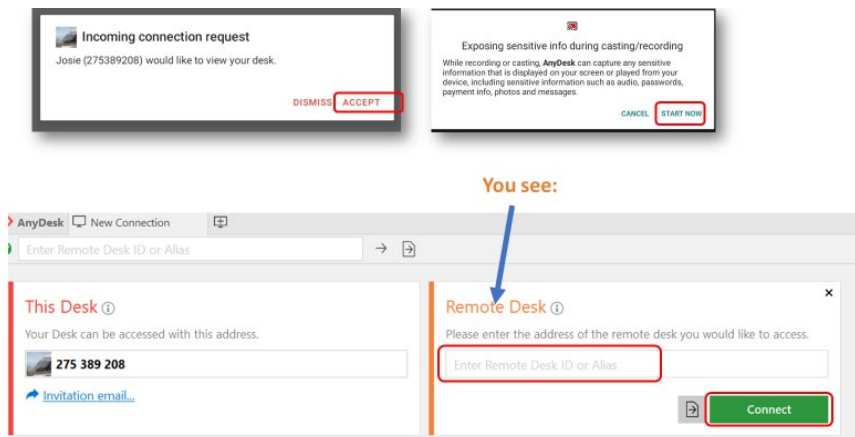 Incoming connection request
Josie (275389208) would like to view your desk.
DISMISS ACCEPT
Exposing sensitive info during casting/recording
While recording or casting, AnyDesk can capture any sensitive
information that is displayed on your screen or played from your
device, including sensitive information such as audio, passwords,
payment info, photos and messages.
CANCEL START NOW
You see:
AnyDesk New Connection
Enter Remote Desk ID or Alias
This Desk
Your Desk can be accessed with this address.
275 389 208
Invitation email...
Remote Desk
Please enter the address of the remote desk you would like to access.
Enter Remote Desk ID or Alias
Connect